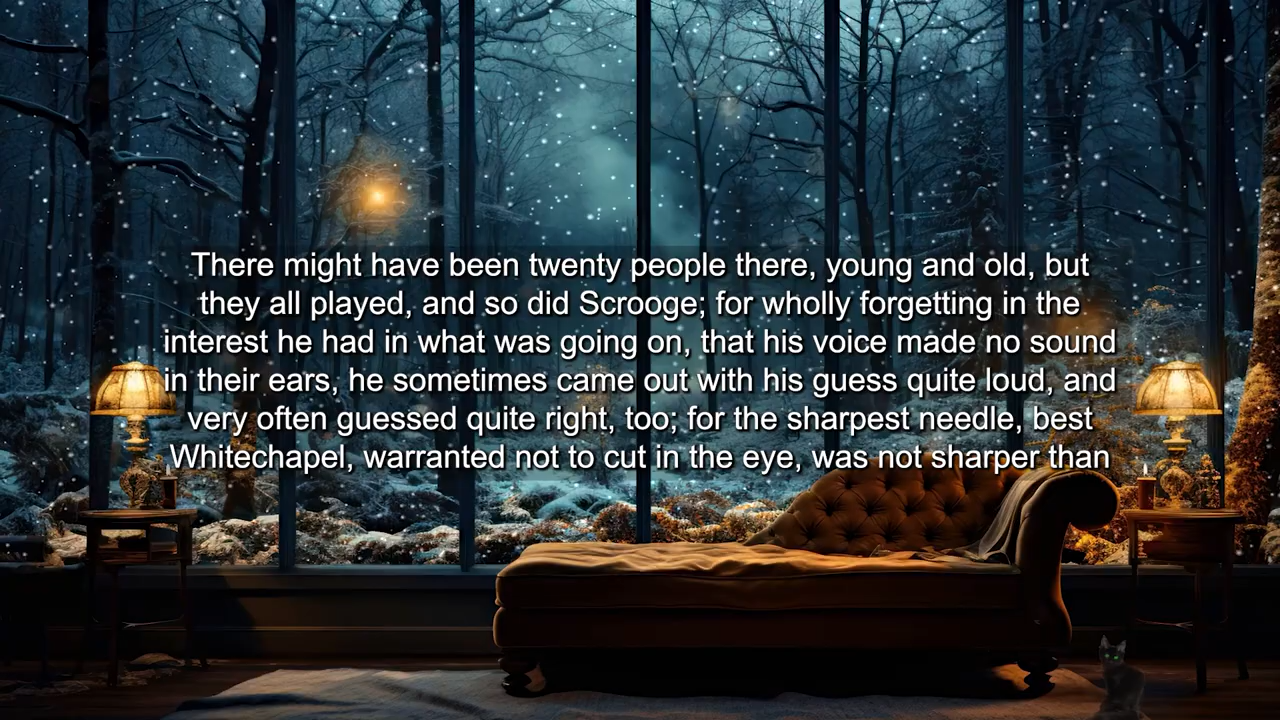 There might have been twenty people there, young and old, but
they all played, and so did Scrooge; for wholly forgetting in the
interest he had in what was going on, that his voice made no sound
in their ears, he sometimes came out with his guess quite loud, and
very often guessed quite right, too; for the sharpest needle, best
Whitechapel, warranted not to cut in the eye, was not sharper than